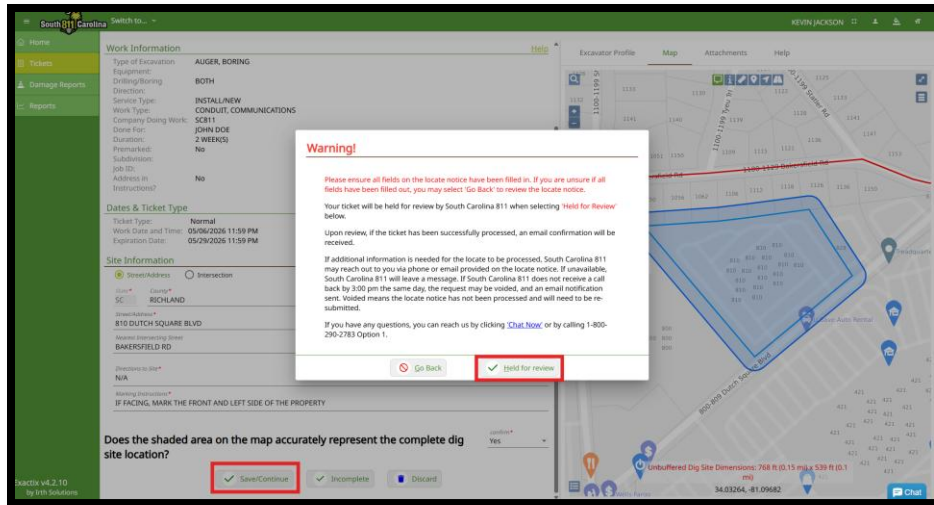 South 811 Carolina
Switch to...
KEVIN JACKSON
Home
Tickets
Damage Reports
Reports
Work Information
Help
Type of Excavation AUGER, BORING
Equipment:
Drilling/Boring BOTH
Direction:
Service Type: INSTALL/NEW
Work Type: CONDUIT, COMMUNICATIONS
Company Doing Work: SC811
Done For: JOHN DOE
Duration: 2 WEEK(S)
Premarked: No
Subdivision:
Job ID:
Address in No
Instructions?
Dates & Ticket Type
Ticket Type: Normal
Work Date and Time: 05/06/2026 11:59 PM
Expiration Date: 05/29/2026 11:59 PM
Site Information
Street/Address Intersection
State* County*
SC RICHLAND
Street/Address*
810 DUTCH SQUARE BLVD
Nearest Intersecting Street
BAKERSFIELD RD
Directions to Site*
N/A
Marking Instructions*
IF FACING, MARK THE FRONT AND LEFT SIDE OF THE PROPERTY
Does the shaded area on the map accurately represent the complete dig
site location?
Yes
Save/Continue
Incomplete
Discard
Exactix v4.2.10
by Irth Solutions
Warning!
Please ensure all fields on the locate notice have been filled in. If you are unsure if all
fields have been filled out, you may select 'Go Back' to review the locate
notice.
Your ticket will be held for review by South Carolina 811 when selecting 'Held for Review'
below.
Upon review, if the ticket has been successfully processed, an email confirmation will be
received.
If additional information is needed for the locate to be processed, South Carolina 811
may reach out to you via phone or email provided on the locate notice. If unavailable,
South Carolina 811 will leave a message. If South Carolina 811 does not receive a call
back by 3:00 pm the same day, the request may be voided, and an email notification
sent. Voided means the locate notice has not been processed and will need to be re-
submitted.
If you have any questions, you can reach us by clicking 'Chat Now' or by calling 1-800-
290-2783 Option 1.
Go Back
Held for review
Excavator Profile
Map
Attachments
Help
1100-1199 Tyou St
1100-1129 Bakersfield Rd
800-809 Dutch Square Blvd
Unbuffered Dig Site Dimensions: 768 ft (0.15 mi) x 539 ft (0.1
mi)
34.03264, -81.09682
Chat